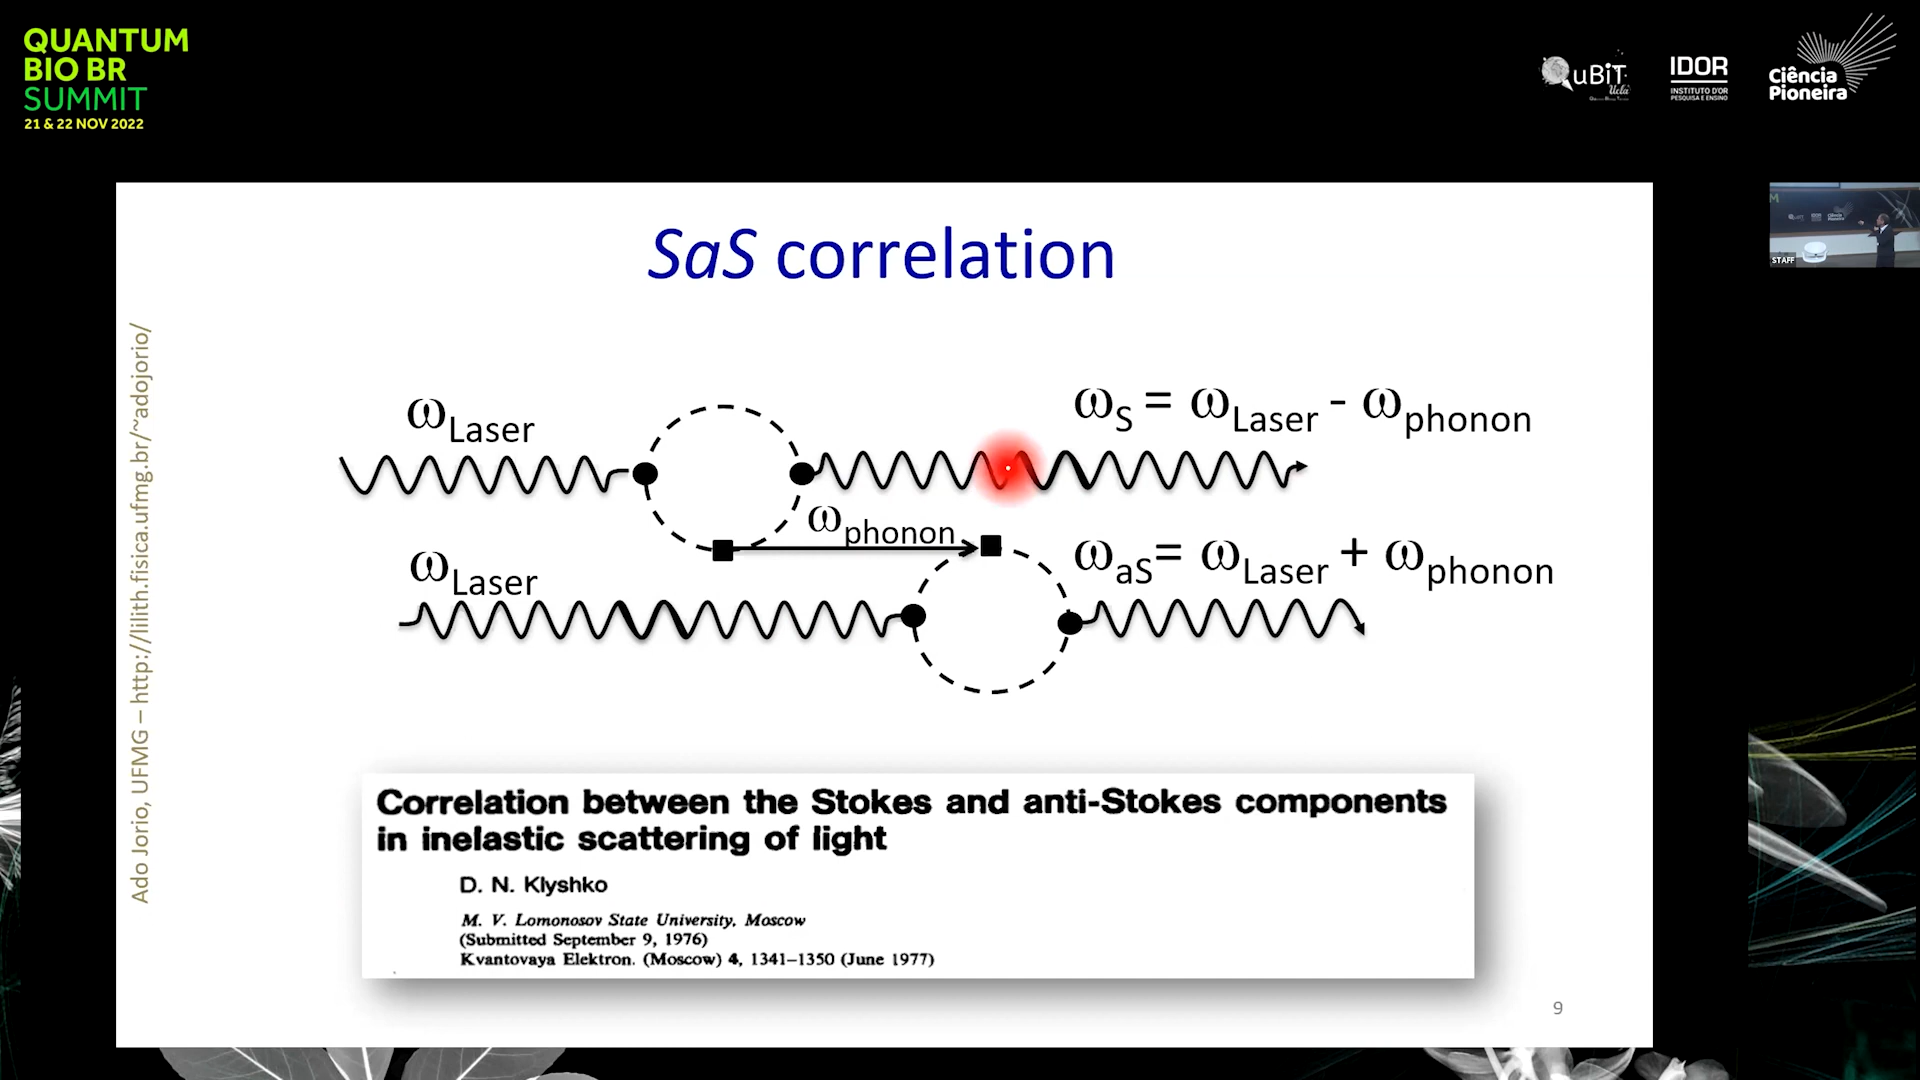 QUANTUM
BIO BR
SUMMIT
21 & 22 NOV 2022
QuBiT
Ucla
IDOR
INSTITUTO D'OR
PESQUISA E ENSINO
Ciência
Pioneira
STAFF
SaS correlation
Ado Jorio, UFMG – http://lilith.fisica.ufmg.br/~adojorio/
ωLaser
ωS = ωLaser - ωphonon
ωphonon
ωLaser
ωaS= ωLaser + ωphonon
Correlation between the Stokes and anti-Stokes components
in inelastic scattering of light
D. N. Klyshko
M. V. Lomonosov State University, Moscow
(Submitted September 9, 1976)
Kvantovaya Elektron. (Moscow) 4, 1341–1350 (June 1977)
9